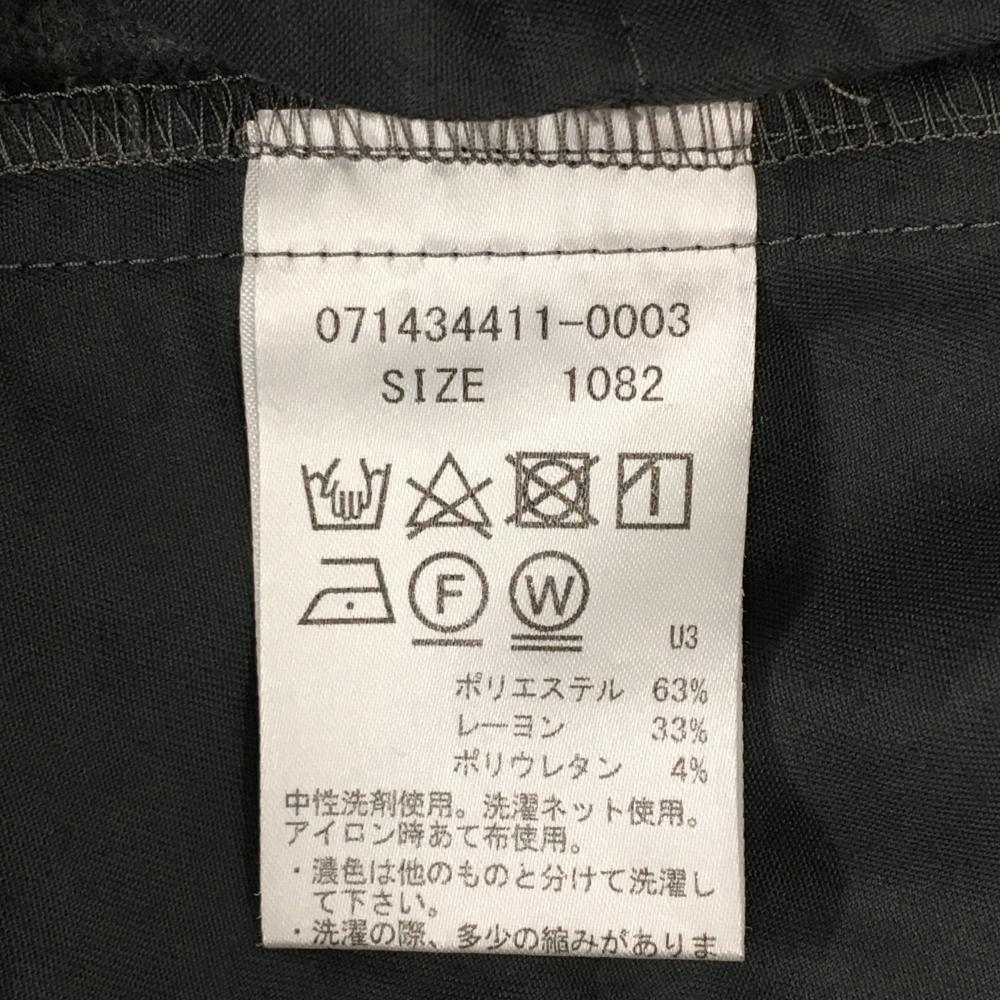 071434411-0003
SIZE 1082
F W
U3
ポリエステル 63%
レーヨン 33%
ポリウレタン 4%
中性洗剤使用。洗濯ネット使用。
アイロン時あて布使用。
・濃色は他のものと分けて洗濯し
て下さい。
・洗濯の際、多少の縮みがありま